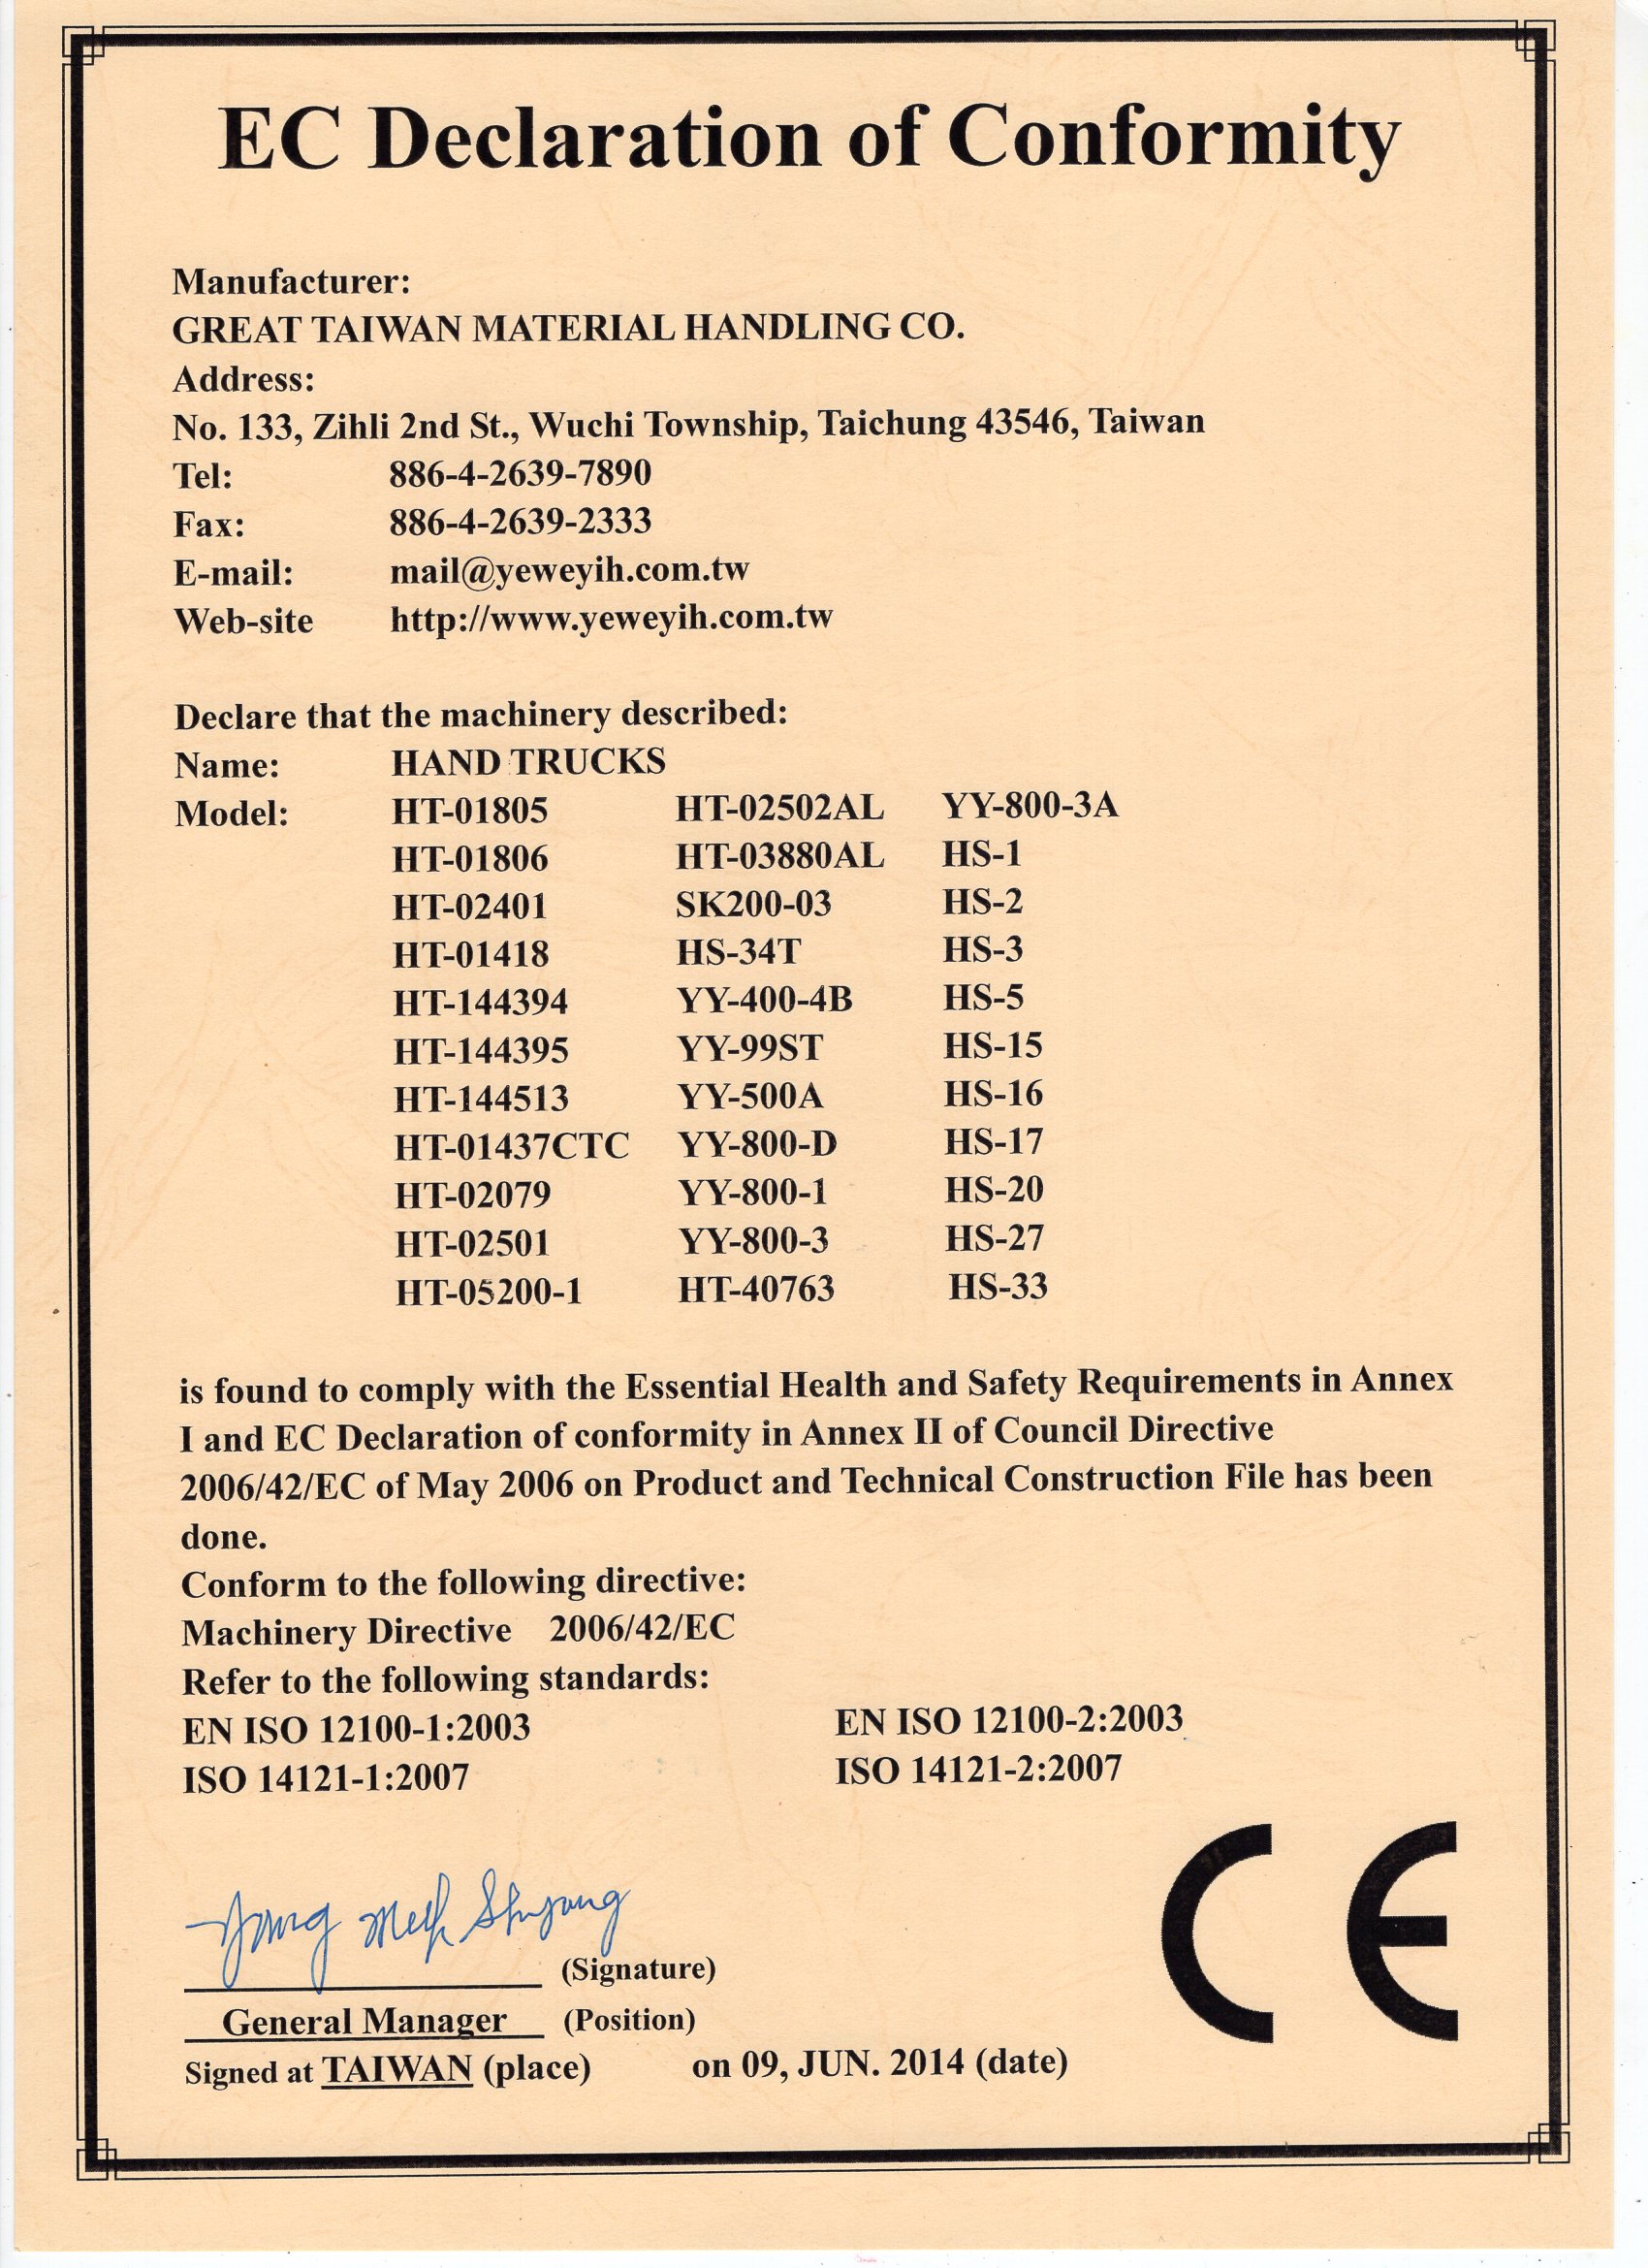 EC Declaration of Conformity
Manufacturer:
GREAT TAIWAN MATERIAL HANDLING CO.
Address:
No. 133, Zihli 2nd St., Wuchi Township, Taichung 43546, Taiwan
Tel: 886-4-2639-7890
Fax: 886-4-2639-2333
E-mail: mail@yeweyih.com.tw
Web-site http://www.yeweyih.com.tw
Declare that the machinery described:
Name: HAND TRUCKS
Model: HT-01805 HT-02502AL YY-800-3A
HT-01806 HT-03880AL HS-1
HT-02401 SK200-03 HS-2
HT-01418 HS-34T HS-3
HT-144394 YY-400-4B HS-5
HT-144395 YY-99ST HS-15
HT-144513 YY-500A HS-16
HT-01437CTC YY-800-D HS-17
HT-02079 YY-800-1 HS-20
HT-02501 YY-800-3 HS-27
HT-05200-1 HT-40763 HS-33
is found to comply with the Essential Health and Safety Requirements in Annex
I and EC Declaration of conformity in Annex II of Council Directive
2006/42/EC of May 2006 on Product and Technical Construction File has been
done.
Conform to the following directive:
Machinery Directive 2006/42/EC
Refer to the following standards:
EN ISO 12100-1:2003 EN ISO 12100-2:2003
ISO 14121-1:2007 ISO 14121-2:2007
CE
(Signature)
General Manager (Position)
Signed at TAIWAN (place) on 09, JUN. 2014 (date)